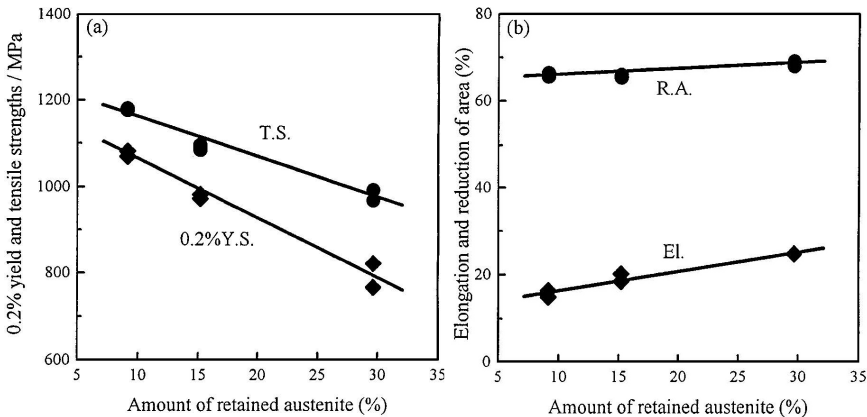 (a)
0.2% yield and tensile strengths / MPa
1400
1200
1000
800
600
T.S.
0.2%Y.S.
5 10 15 20 25 30 35
Amount of retained austenite (%)
(b)
Elongation and reduction of area (%)
80
60
40
20
0
R.A.
El.
5 10 15 20 25 30 35
Amount of retained austenite (%)